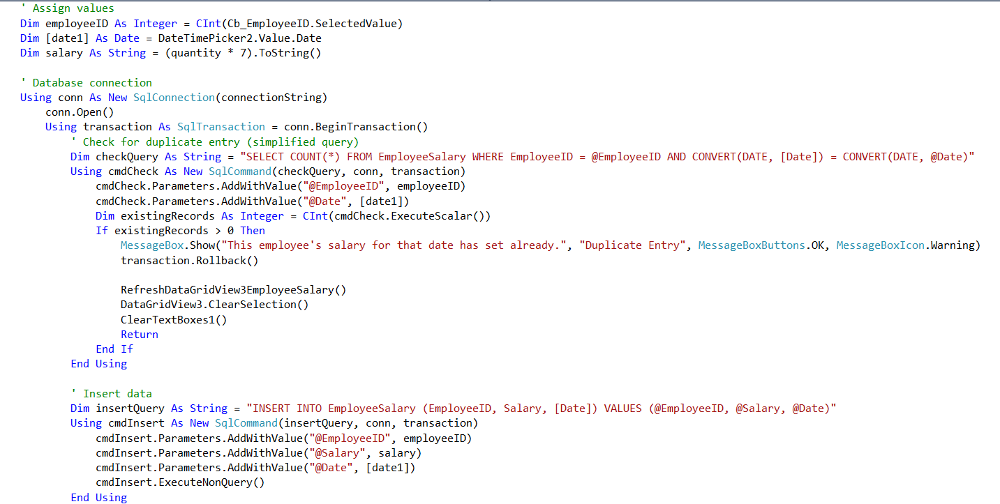 ' Assign values
Dim employeeID As Integer = CInt(Cb_EmployeeID.SelectedValue)
Dim [date1] As Date = DateTimePicker2.Value.Date
Dim salary As String = (quantity * 7).ToString()
' Database connection
Using conn As New SqlConnection(connectionString)
conn.Open()
Using transaction As SqlTransaction = conn.BeginTransaction()
' Check for duplicate entry (simplified query)
Dim checkQuery As String = "SELECT COUNT(*) FROM EmployeeSalary WHERE EmployeeID = @EmployeeID AND CONVERT(DATE, [Date]) = CONVERT(DATE, @Date)"
Using cmdCheck As New SqlCommand(checkQuery, conn, transaction)
cmdCheck.Parameters.AddWithValue("@EmployeeID", employeeID)
cmdCheck.Parameters.AddWithValue("@Date", [date1])
Dim existingRecords As Integer = CInt(cmdCheck.ExecuteScalar())
If existingRecords > 0 Then
MessageBox.Show("This employee's salary for that date has set already.", "Duplicate Entry", MessageBoxButtons.OK, MessageBoxIcon.Warning)
transaction.Rollback()
RefreshDataGridView3EmployeeSalary()
DataGridView3.ClearSelection()
ClearTextBoxes1()
Return
End If
End Using
' Insert data
Dim insertQuery As String = "INSERT INTO EmployeeSalary (EmployeeID, Salary, [Date]) VALUES (@EmployeeID, @Salary, @Date)"
Using cmdInsert As New SqlCommand(insertQuery, conn, transaction)
cmdInsert.Parameters.AddWithValue("@EmployeeID", employeeID)
cmdInsert.Parameters.AddWithValue("@Salary", salary)
cmdInsert.Parameters.AddWithValue("@Date", [date1])
cmdInsert.ExecuteNonQuery()
End Using